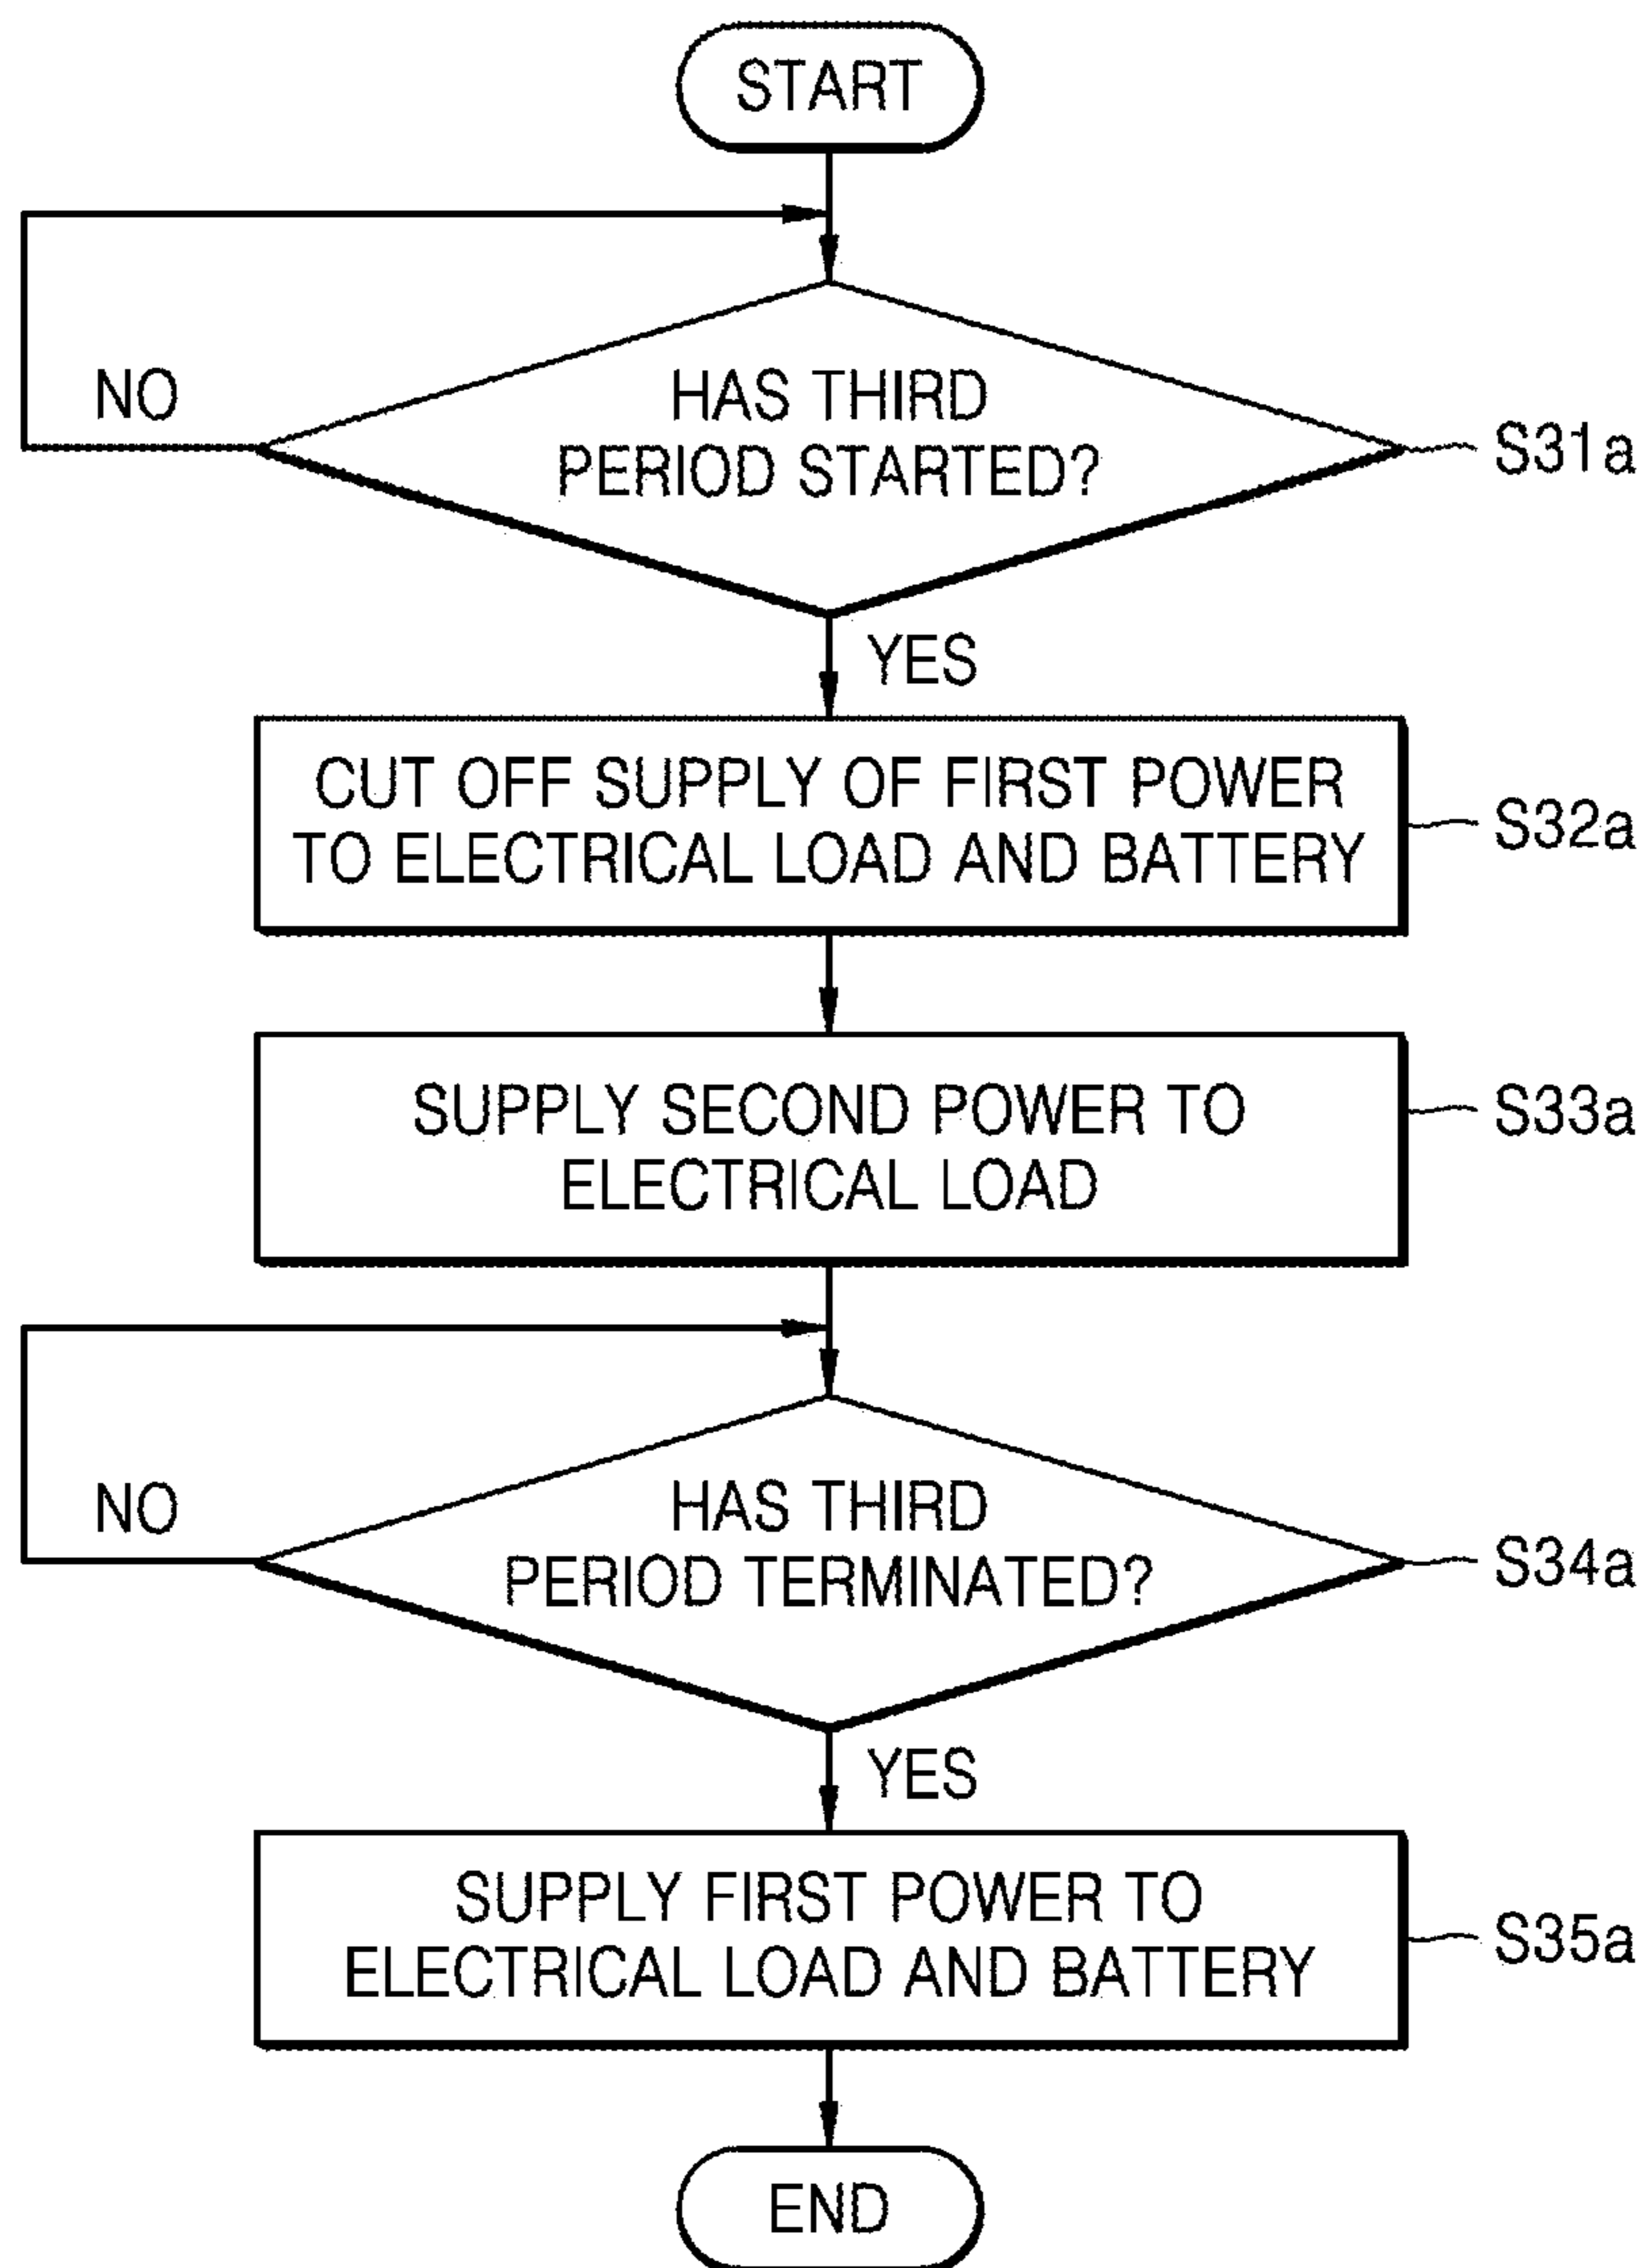 START
NO
HAS THIRD
PERIOD STARTED?
S31a
YES
CUT OFF SUPPLY OF FIRST POWER
TO ELECTRICAL LOAD AND BATTERY
S32a
SUPPLY SECOND POWER TO
ELECTRICAL LOAD
S33a
NO
HAS THIRD
PERIOD TERMINATED?
S34a
YES
SUPPLY FIRST POWER TO
ELECTRICAL LOAD AND BATTERY
S35a
END